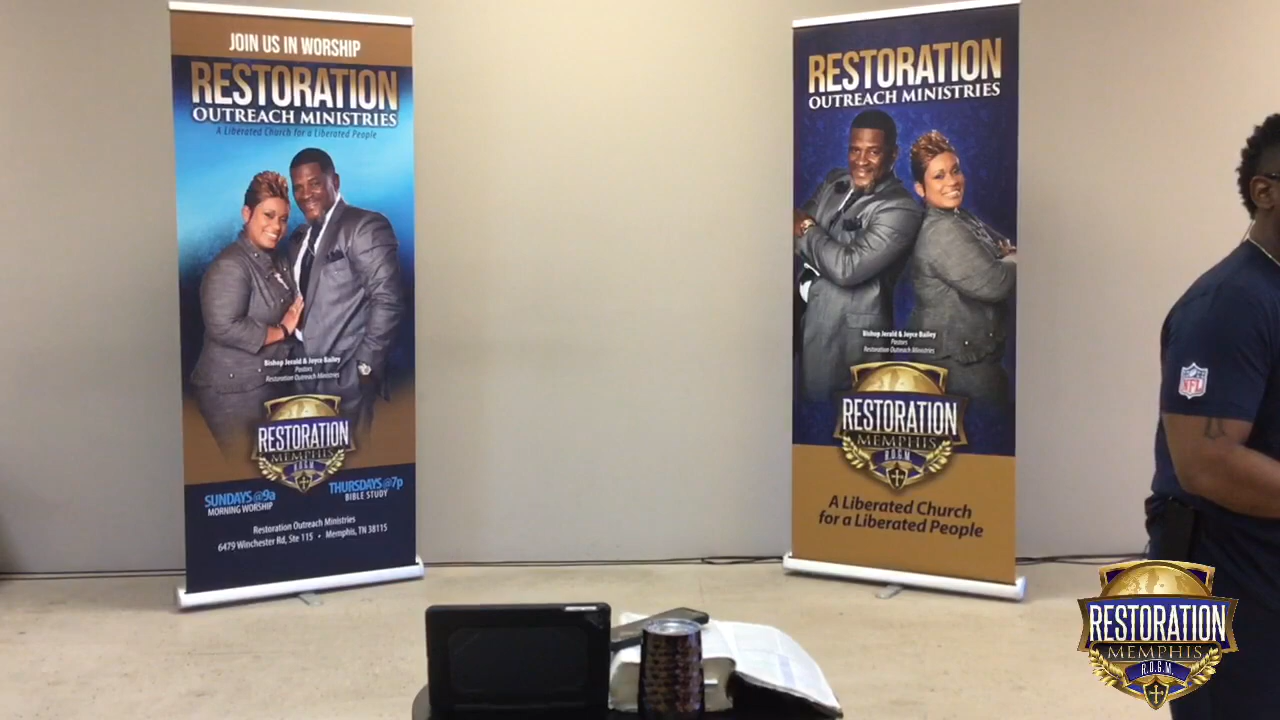 JOIN US IN WORSHIP
RESTORATION
OUTREACH MINISTRIES
A Liberated Church for a Liberated People
Bishop Jerald & Joyce Bailey
Pastors
Restoration Outreach Ministries
RESTORATION
MEMPHIS
R.O.G.M.
SUNDAYS @9a
MORNING WORSHIP
THURSDAYS @7p
BIBLE STUDY
Restoration Outreach Ministries
6479 Winchester Rd, Ste 115 • Memphis, TN 38115
RESTORATION
OUTREACH MINISTRIES
Bishop Jerald & Joyce Bailey
Pastors
Restoration Outreach Ministries
RESTORATION
MEMPHIS
R.O.G.M.
A Liberated Church
for a Liberated People
NFL
RESTORATION
MEMPHIS
R.O.G.M.